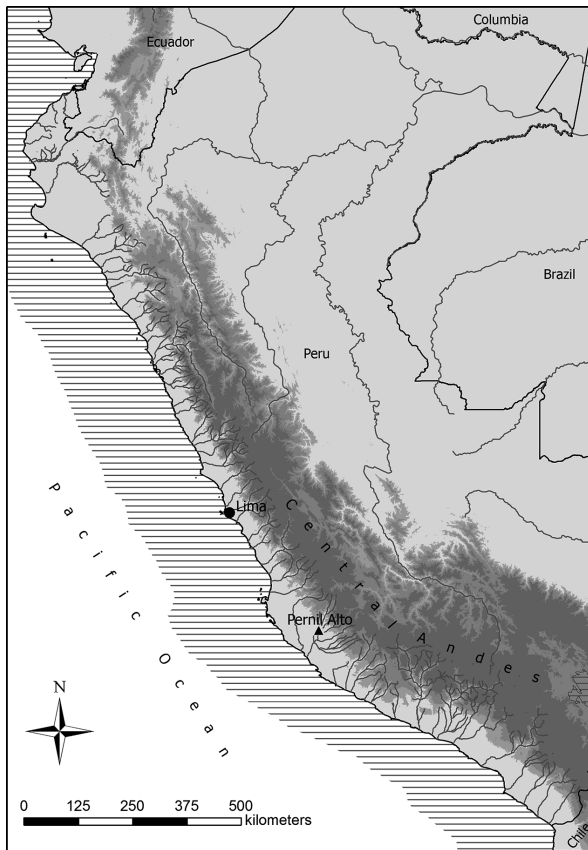 Columbia
Ecuador
Brazil
Peru
Lima
Central Andes
Pernil Alto
Pacific Ocean
N
0 125 250 375 500
kilometers
Chile